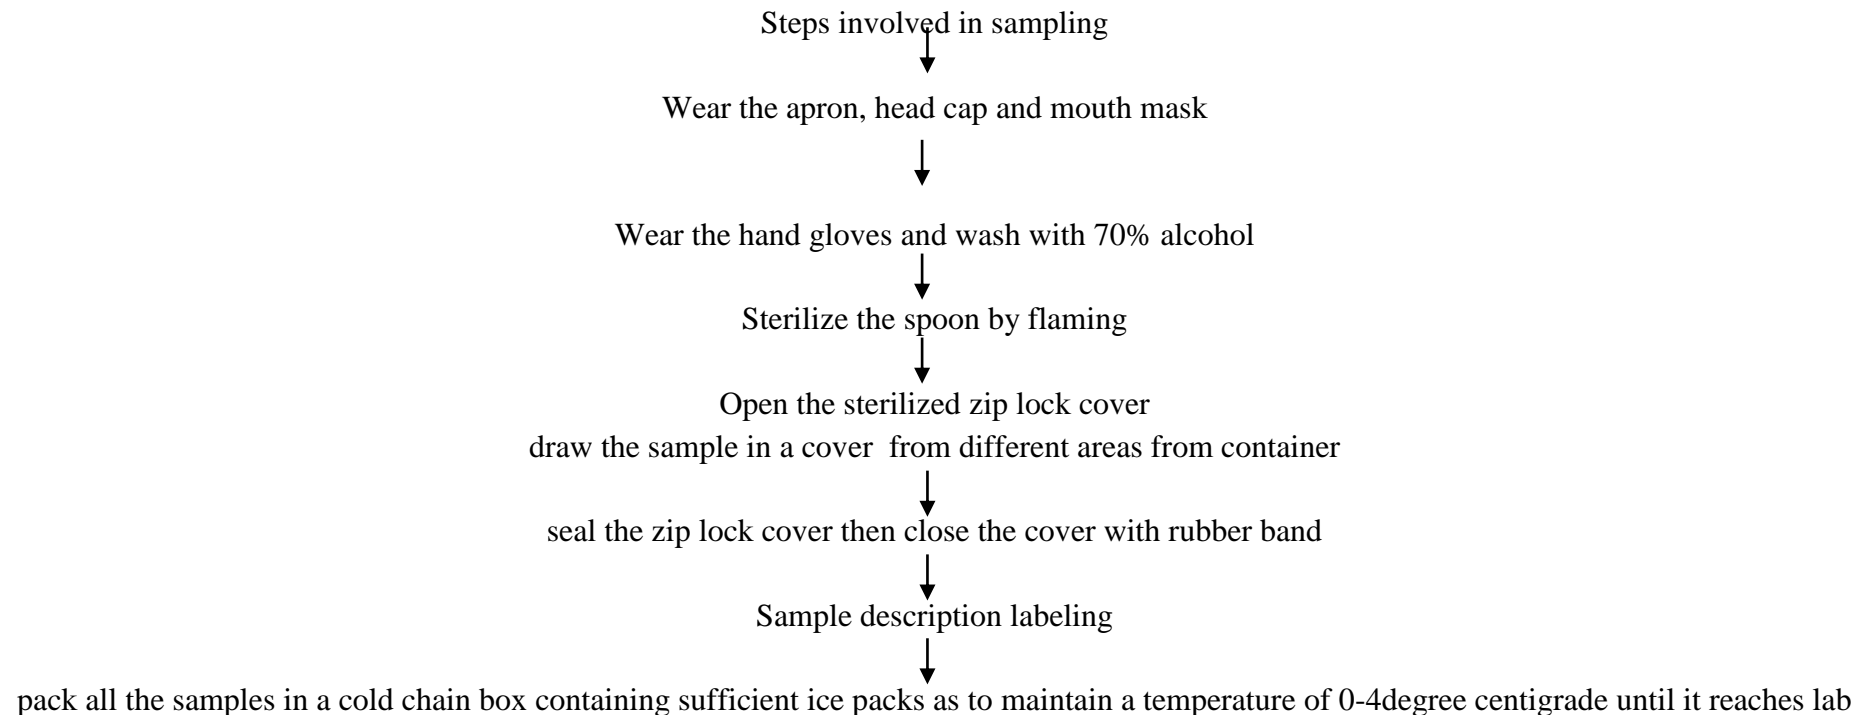 Steps involved in sampling
Wear the apron, head cap and mouth mask
Wear the hand gloves and wash with 70% alcohol
Sterilize the spoon by flaming
Open the sterilized zip lock cover
draw the sample in a cover  from different areas from container
seal the zip lock cover then close the cover with rubber band
Sample description labeling
pack all the samples in a cold chain box containing sufficient ice packs as to maintain a temperature of 0-4degree centigrade until it reaches lab